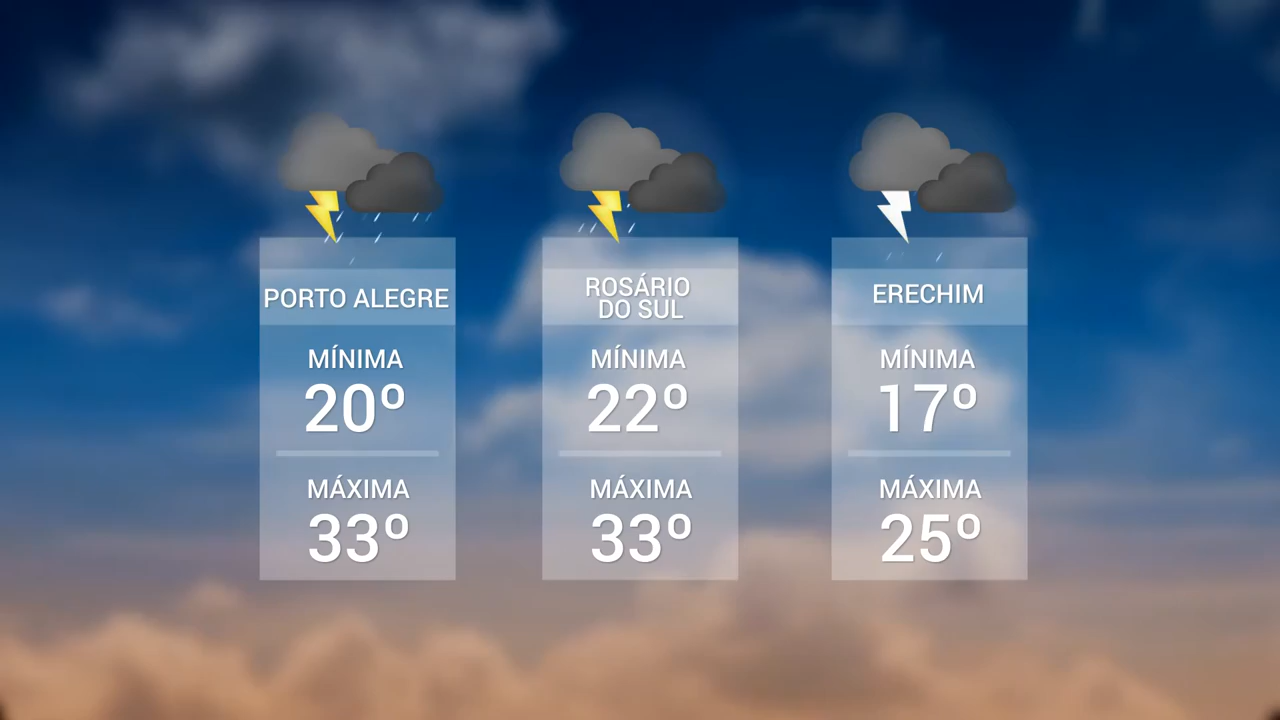 PORTO ALEGRE
MÍNIMA
20º
MÁXIMA
33º
ROSÁRIO
DO SUL
MÍNIMA
22º
MÁXIMA
33º
ERECHIM
MÍNIMA
17º
MÁXIMA
25º